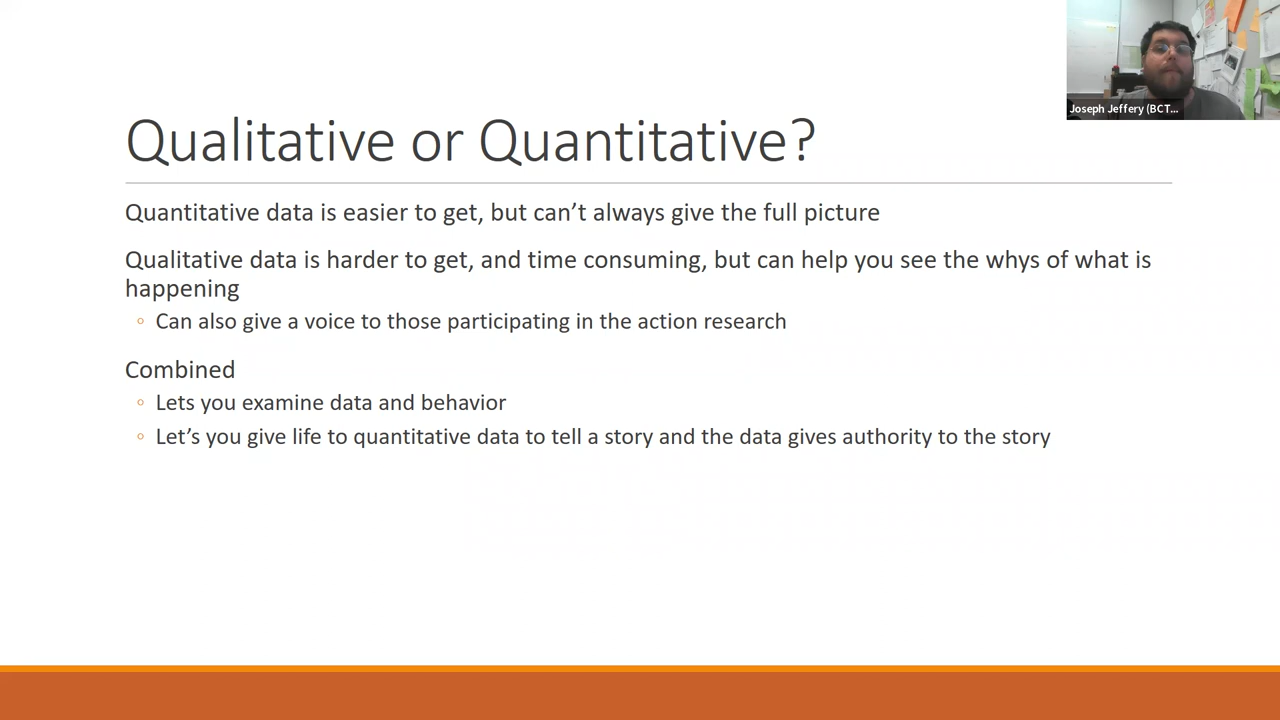 Joseph Jeffery (BCT...
Qualitative or Quantitative?
Quantitative data is easier to get, but can’t always give the full picture
Qualitative data is harder to get, and time consuming, but can help you see the whys of what is
happening
◦ Can also give a voice to those participating in the action research
Combined
◦ Lets you examine data and behavior
◦ Let’s you give life to quantitative data to tell a story and the data gives authority to the story